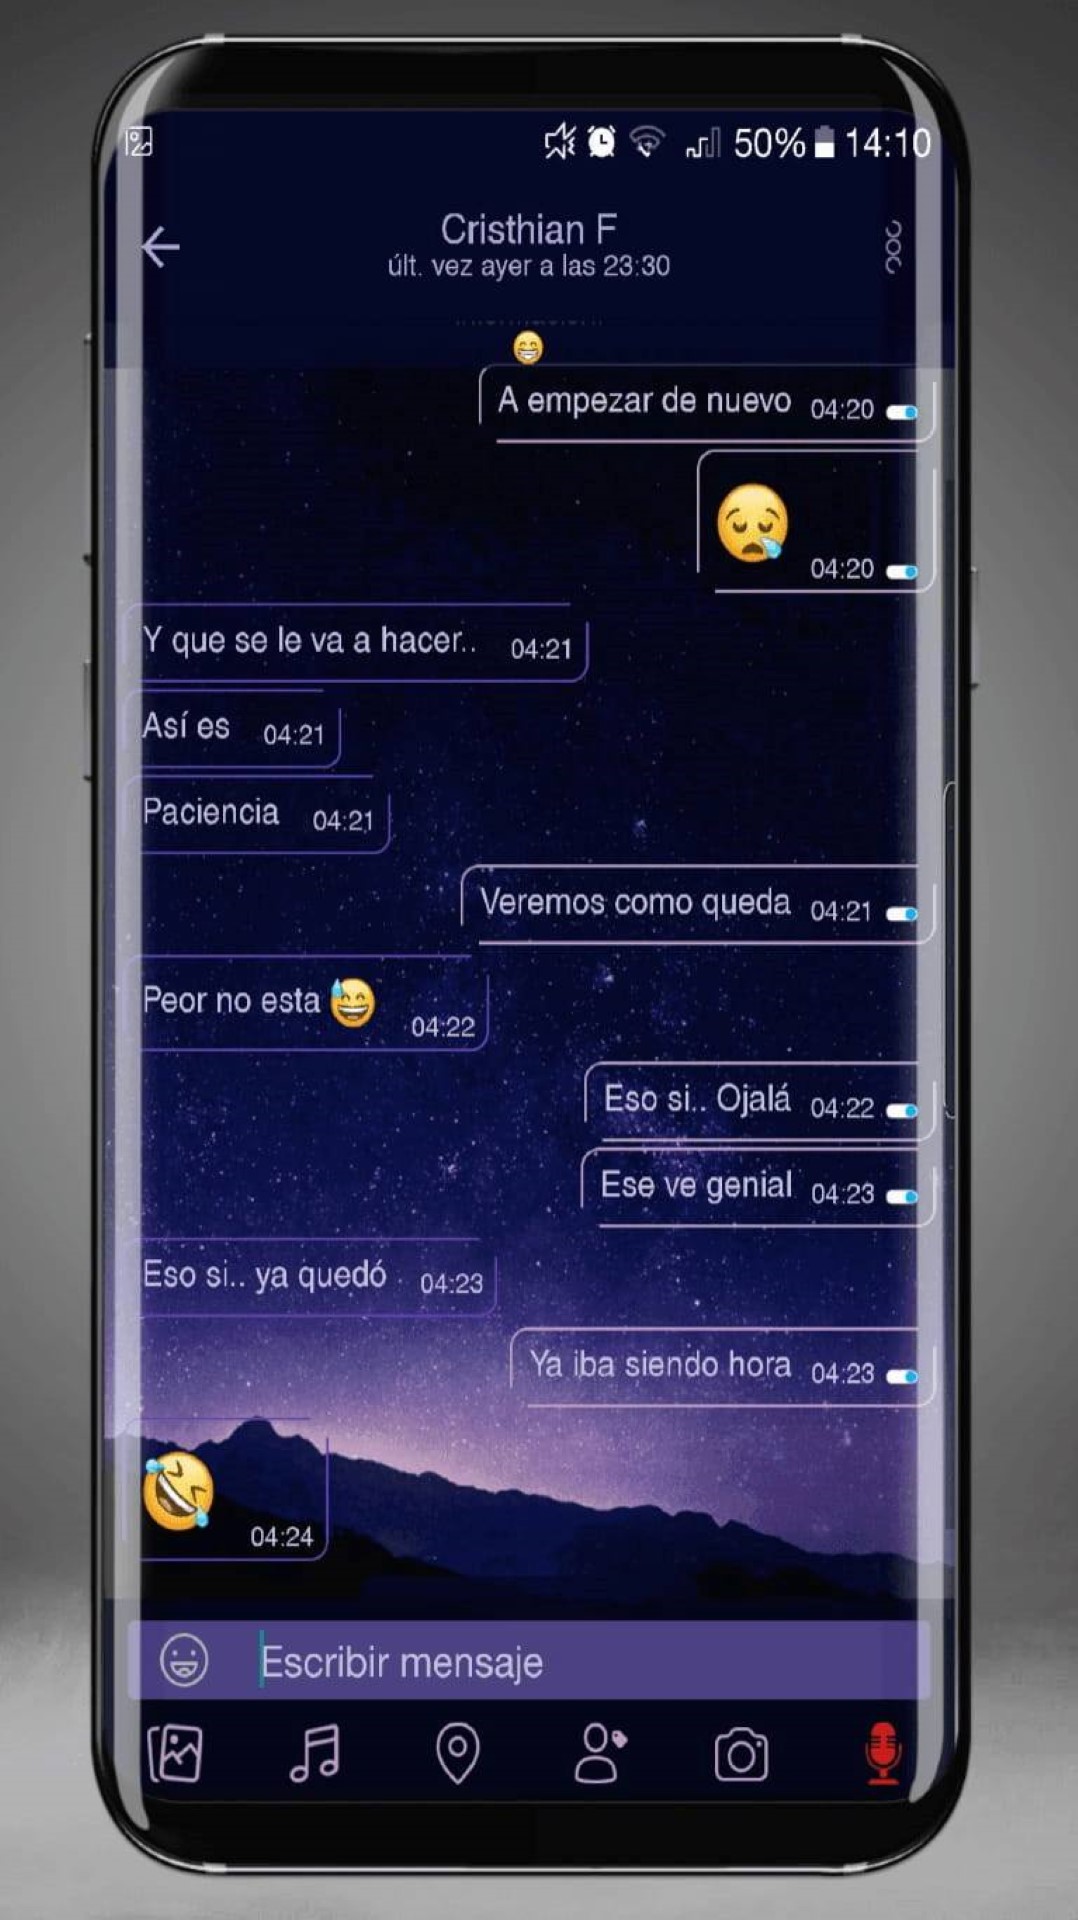 50% 14:10
Cristhian F
últ. vez ayer a las 23:30
A empezar de nuevo 04:20
04:20
Y que se le va a hacer.. 04:21
Así es 04:21
Paciencia 04:21
Veremos como queda 04:21
Peor no esta 04:22
Eso si.. Ojalá 04:22
Ese ve genial 04:23
Eso si.. ya quedó 04:23
Ya iba siendo hora 04:23
04:24
Escribir mensaje